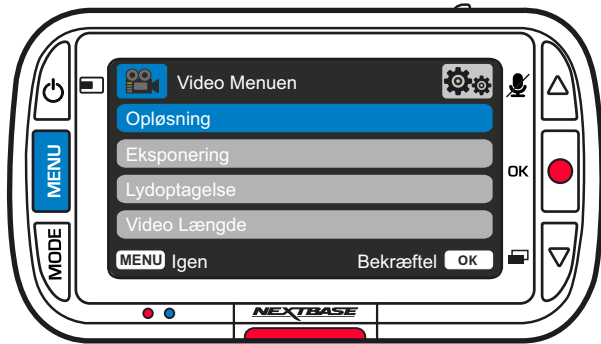 Video Menuen
Opløsning
Eksponering
OK
Lydoptagelse
MENU
Video Længde
MODE
MENU Igen Bekræftel OK
NEXTBASE